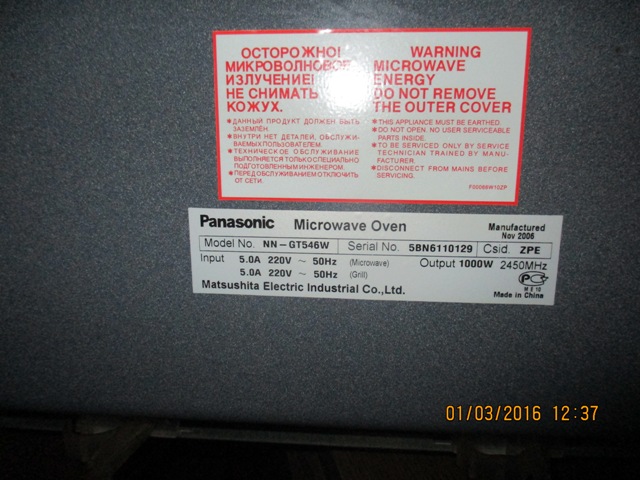 ОСТОРОЖНО!
МИКРОВОЛНОВОЕ
ИЗЛУЧЕНИЕ!
НЕ СНИМАТЬ
КОЖУХ.
*ДАННЫЙ ПРОДУКТ ДОЛЖЕН БЫТЬ
ЗАЗЕМЛЁН.
*ВНУТРИ НЕТ ДЕТАЛЕЙ, ОБСЛУЖИ-
ВАЕМЫХ ПОЛЬЗОВАТЕЛЕМ.
*ТЕХНИЧЕСКОЕ ОБСЛУЖИВАНИЕ
ВЫПОЛНЯЕТСЯ ТОЛЬКО СПЕЦИАЛЬНО
ПОДГОТОВЛЕННЫМ ИНЖЕНЕРОМ.
*ПЕРЕД ОБСЛУЖИВАНИЕМ ОТКЛЮЧИТЬ
ОТ СЕТИ.
WARNING
MICROWAVE
ENERGY
DO NOT REMOVE
THE OUTER COVER
*THIS APPLIANCE MUST BE EARTHED.
*DO NOT OPEN. NO USER SERVICEABLE
PARTS INSIDE.
*TO BE SERVICED ONLY BY SERVICE
TECHNICIAN TRAINED BY MANU-
FACTURER.
*DISCONNECT FROM MAINS BEFORE
SERVICING.
F00066W10ZP
Panasonic Microwave Oven Manufactured
Nov 2006
Model No. NN-GT546W Serial No. 5BN6110129 Csid. ZPE
Input 5.0A 220V ~ 50Hz (Microwave) Output 1000W 2450MHz
5.0A 220V ~ 50Hz (Grill)
Matsushita Electric Industrial Co.,Ltd.
PC
ME10
Made in China
01/03/2016 12:37